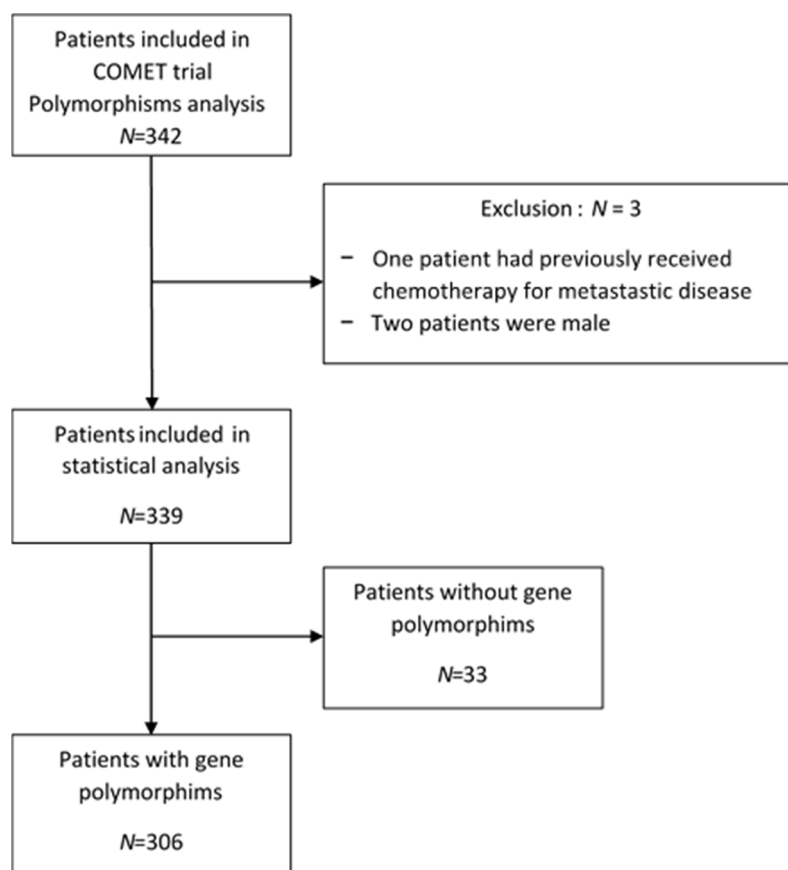 Patients included in
COMET trial
Polymorphisms analysis
N=342
Exclusion : N = 3
− One patient had previously received
chemotherapy for metastastic disease
− Two patients were male
Patients included in
statistical analysis
N=339
Patients without gene
polymorphims
N=33
Patients with gene
polymorphims
N=306